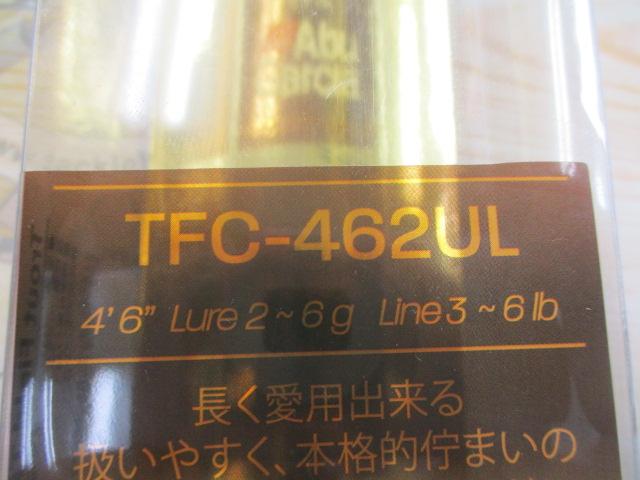 Abu
Garcia
TFC-462UL
4'6" Lure 2~6g Line 3~6lb
長く愛用出来る
扱いやすく、本格的佇まいの